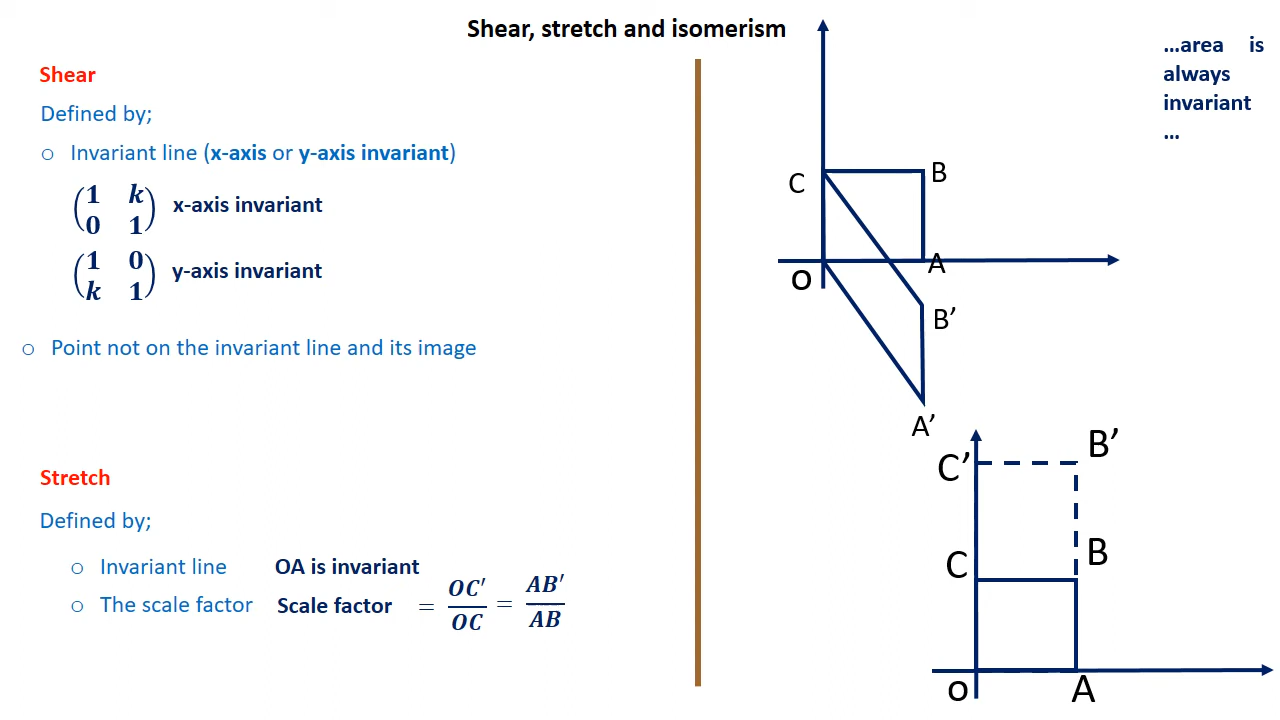 Shear, stretch and isomerism
Shear
Defined by;
○ Invariant line (x-axis or y-axis invariant)
(1 k
0 1) x-axis invariant
(1 0
k 1) y-axis invariant
○ Point not on the invariant line and its image
Stretch
Defined by;
○ Invariant line OA is invariant
○ The scale factor Scale factor = OC′/OC = AB′/AB
...area is
always
invariant
...
C
B
O
A
B′
A′
C′
B′
C
B
o
A